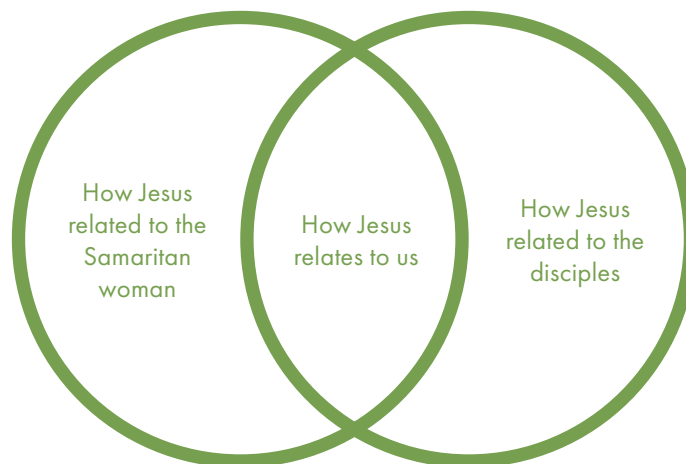 How Jesus
related to the
Samaritan
woman
How Jesus
relates to us
How Jesus
related to the
disciples